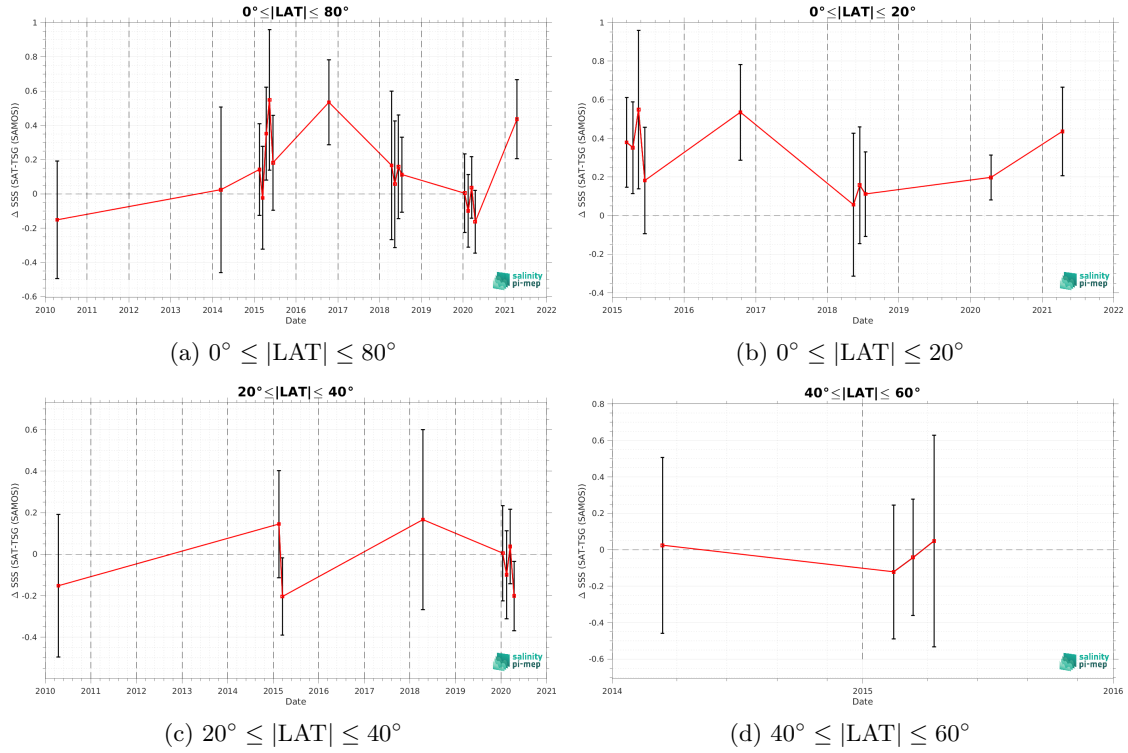 0°≤|LAT|≤ 80°
Δ SSS (SAT-TSG (SAMOS))
1
0.8
0.6
0.4
0.2
0
-0.2
-0.4
-0.6
2010 2011 2012 2013 2014 2015 2016 2017 2018 2019 2020 2021 2022
Date
salinity
pi-mep
(a) 0° ≤ |LAT| ≤ 80°
0°≤|LAT|≤ 20°
Δ SSS (SAT-TSG (SAMOS))
1
0.8
0.6
0.4
0.2
0
-0.2
-0.4
2015 2016 2017 2018 2019 2020 2021 2022
Date
salinity
pi-mep
(b) 0° ≤ |LAT| ≤ 20°
20°≤|LAT|≤ 40°
Δ SSS (SAT-TSG (SAMOS))
0.6
0.4
0.2
0
-0.2
-0.4
2010 2011 2012 2013 2014 2015 2016 2017 2018 2019 2020 2021
Date
salinity
pi-mep
(c) 20° ≤ |LAT| ≤ 40°
40°≤|LAT|≤ 60°
Δ SSS (SAT-TSG (SAMOS))
0.8
0.6
0.4
0.2
0
-0.2
-0.4
-0.6
2014 2015 2016
Date
salinity
pi-mep
(d) 40° ≤ |LAT| ≤ 60°